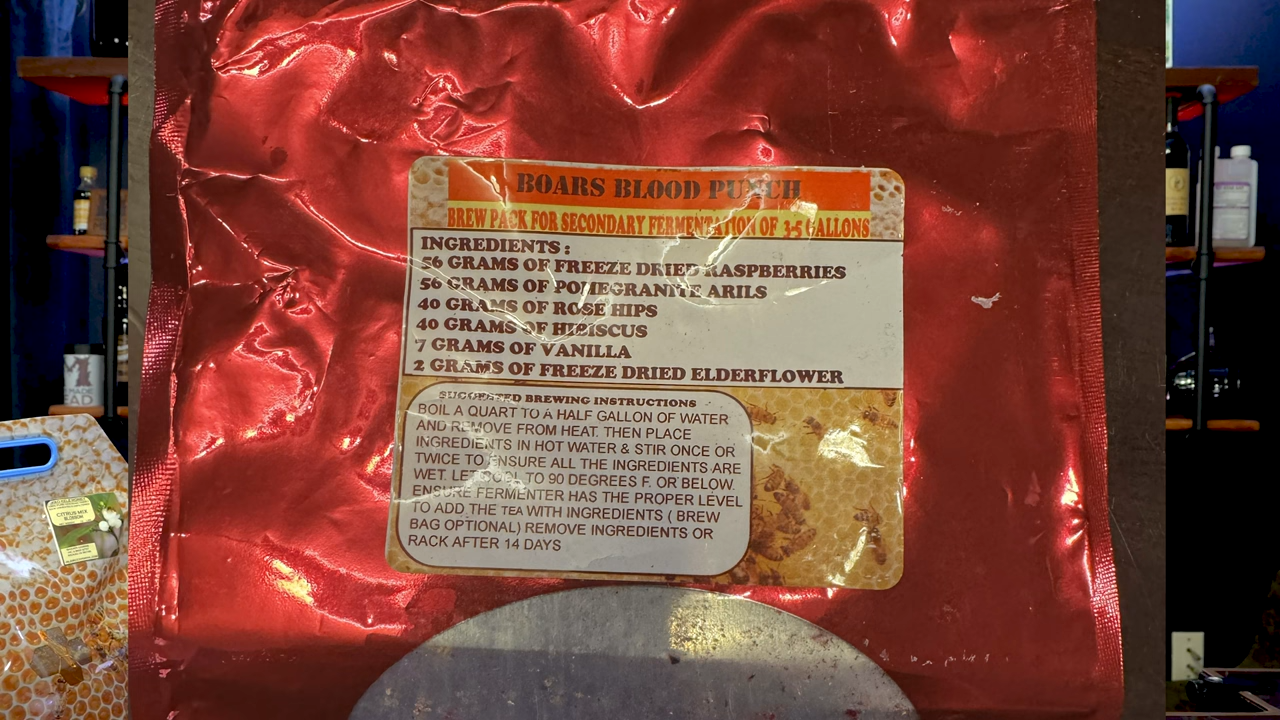 BOARS BLOOD PUNCH
BREW PACK FOR SECONDARY FERMENTATION OF 3-5 GALLONS
INGREDIENTS :
56 GRAMS OF FREEZE DRIED RASPBERRIES
56 GRAMS OF POMEGRANITE ARILS
40 GRAMS OF ROSE HIPS
40 GRAMS OF HIBISCUS
7 GRAMS OF VANILLA
2 GRAMS OF FREEZE DRIED ELDERFLOWER
SUGGESTED BREWING INSTRUCTIONS
BOIL A QUART TO A HALF GALLON OF WATER
AND REMOVE FROM HEAT. THEN PLACE
INGREDIENTS IN HOT WATER & STIR ONCE OR
TWICE TO ENSURE ALL THE INGREDIENTS ARE
WET. LET COOL TO 90 DEGREES F. OR BELOW.
ENSURE FERMENTER HAS THE PROPER LEVEL
TO ADD THE TEA WITH INGREDIENTS ( BREW
BAG OPTIONAL) REMOVE INGREDIENTS OR
RACK AFTER 14 DAYS
CITRUS MIX
BLOSSOM